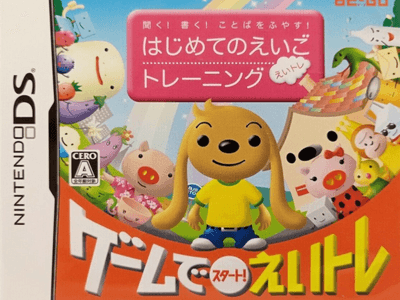 BE-GO
聞く！書く！ことばをふやす！
はじめてのえいご
トレーニング
えいトレ
NINTENDO DS
CERO
A
ゲームで
スタート！
えいトレ